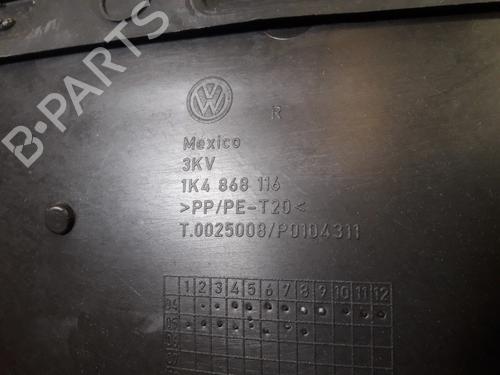 B-PARTS
R
Mexico
3KV
1K4 868 116
>PP/PE-T20<
T.0025008/P0104311
1 2 3 4 5 6 7 8 9 10 11 12